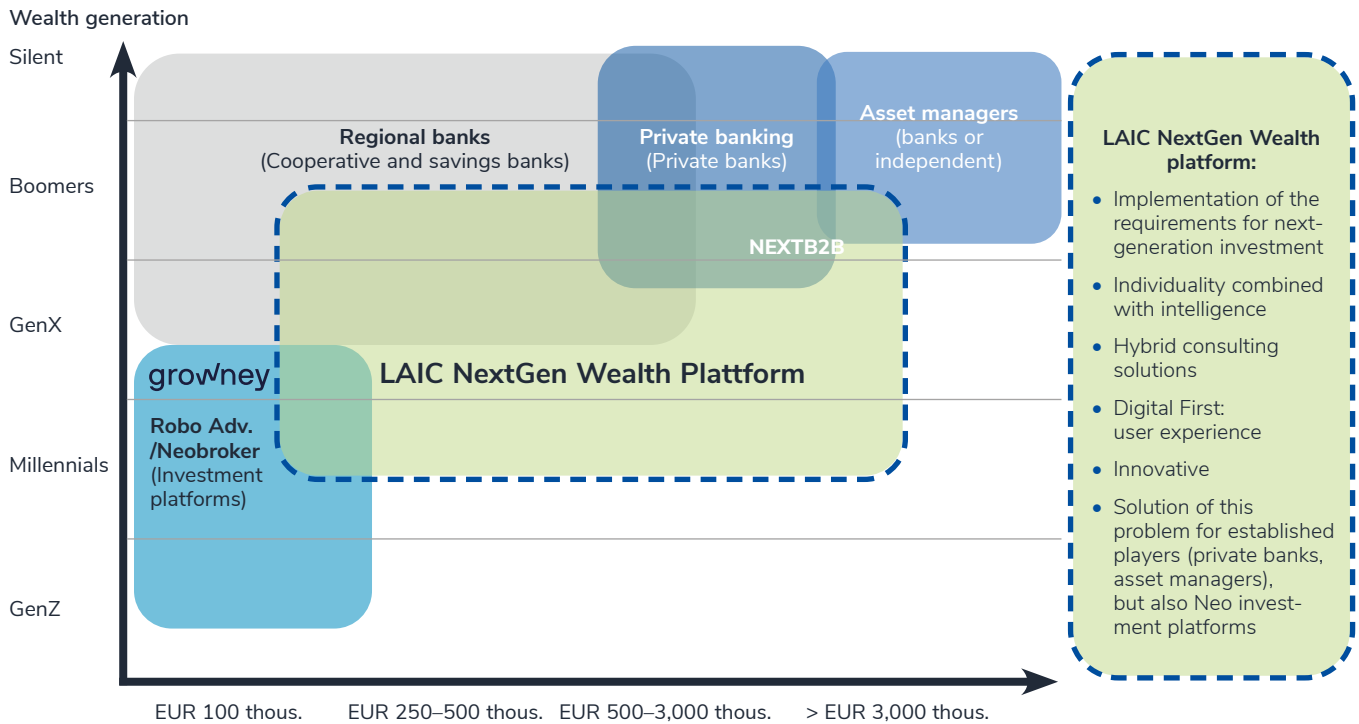 Wealth generation
Silent
Boomers
GenX
Millennials
GenZ
Regional banks
(Cooperative and savings banks)
Private banking
(Private banks)
Asset managers
(banks or
independent)
NEXTB2B
LAIC NextGen Wealth Plattform
growney
Robo Adv.
/Neobroker
(Investment
platforms)
EUR 100 thous.
EUR 250–500 thous.
EUR 500–3,000 thous.
> EUR 3,000 thous.
LAIC NextGen Wealth
platform:
• Implementation of the
requirements for next-
generation investment
• Individuality combined
with intelligence
• Hybrid consulting
solutions
• Digital First:
user experience
• Innovative
• Solution of this
problem for established
players (private banks,
asset managers),
but also Neo invest-
ment platforms